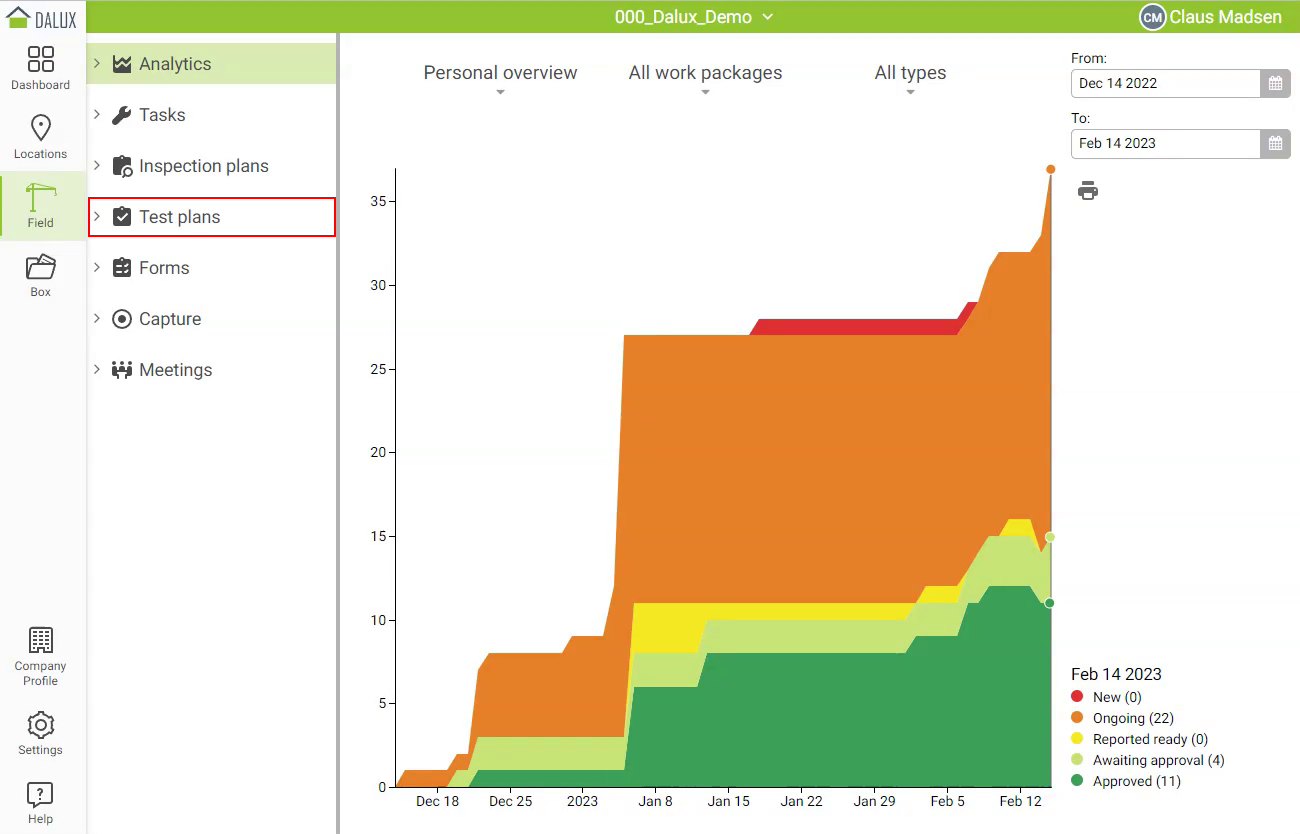 DALUX
000_Dalux_Demo
CM Claus Madsen
Dashboard
Locations
Field
Box
Company
Profile
Settings
Help
Analytics
Tasks
Inspection plans
Test plans
Forms
Capture
Meetings
Personal overview
All work packages
All types
From:
Dec 14 2022
To:
Feb 14 2023
35
30
25
20
15
10
5
0
Dec 18
Dec 25
2023
Jan 8
Jan 15
Jan 22
Jan 29
Feb 5
Feb 12
Feb 14 2023
New (0)
Ongoing (22)
Reported ready (0)
Awaiting approval (4)
Approved (11)